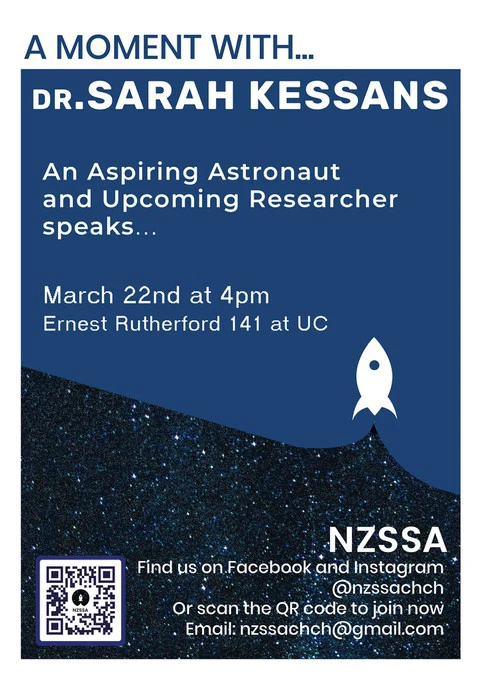 A MOMENT WITH...
DR.SARAH KESSANS
An Aspiring Astronaut
and Upcoming Researcher
speaks...
March 22nd at 4pm
Ernest Rutherford 141 at UC
NZSSA
Find us on Facebook and Instagram
@nzssachch
Or scan the QR code to join now
Email: nzssachch@gmail.com
NZSSA